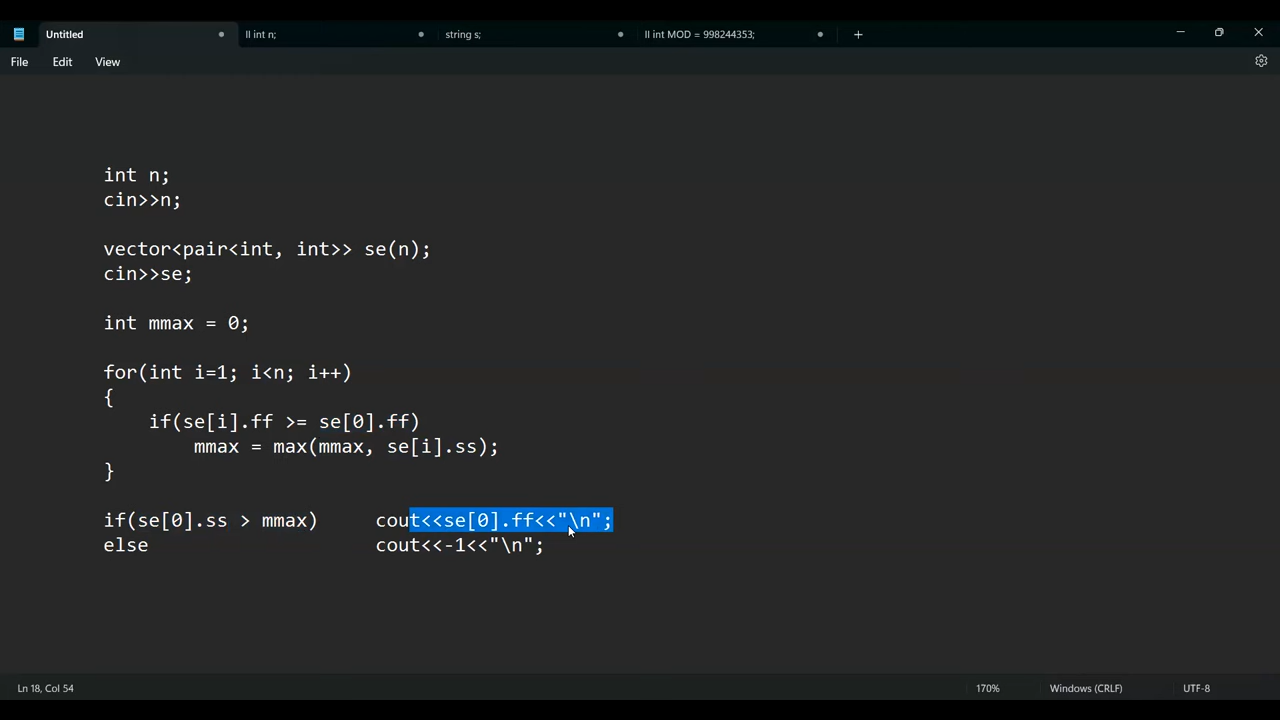 Untitled
ll int n;
string s;
ll int MOD = 998244353;
File Edit View
int n;
cin>>n;
vector<pair<int, int>> se(n);
cin>>se;
int mmax = 0;
for(int i=1; i<n; i++)
{
if(se[i].ff >= se[0].ff)
mmax = max(mmax, se[i].ss);
}
if(se[0].ss > mmax) cout<<se[0].ff<<"\n";
else cout<<-1<<"\n";
Ln 18, Col 54
170%
Windows (CRLF)
UTF-8